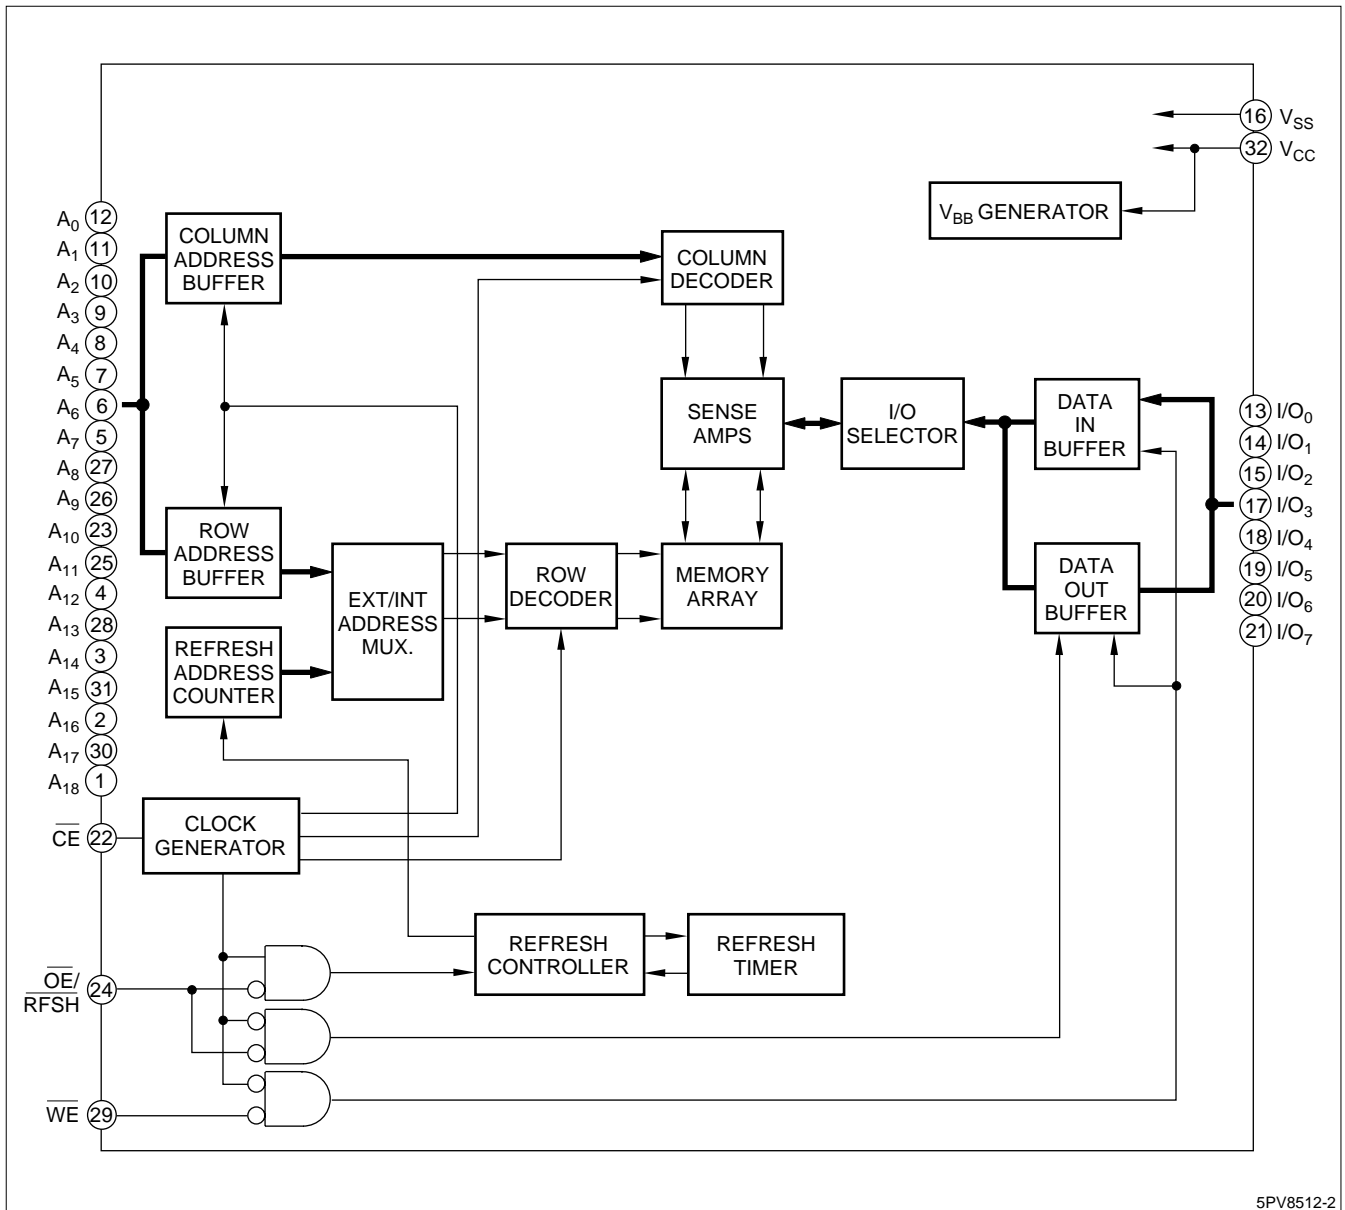 16 VSS
32 VCC
VBB GENERATOR
A0 12
A1 11
A2 10
A3 9
A4 8
A5 7
A6 6
A7 5
A8 27
A9 26
A10 23
A11 25
A12 4
A13 28
A14 3
A15 31
A16 2
A17 30
A18 1
CE 22
OE/
RFSH 24
WE 29
COLUMN
ADDRESS
BUFFER
COLUMN
DECODER
SENSE
AMPS
I/O
SELECTOR
DATA
IN
BUFFER
13 I/O0
14 I/O1
15 I/O2
17 I/O3
18 I/O4
19 I/O5
20 I/O6
21 I/O7
ROW
ADDRESS
BUFFER
EXT/INT
ADDRESS
MUX.
ROW
DECODER
MEMORY
ARRAY
DATA
OUT
BUFFER
REFRESH
ADDRESS
COUNTER
CLOCK
GENERATOR
REFRESH
CONTROLLER
REFRESH
TIMER
5PV8512-2